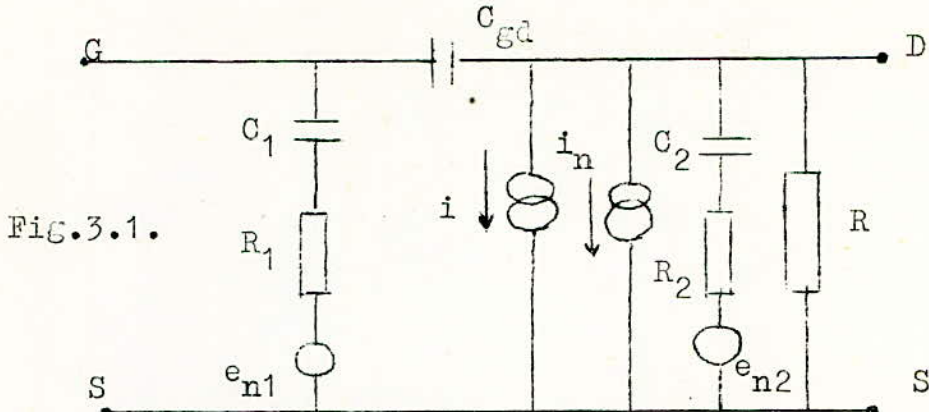 C_gd
G D
C_1 i_n C_2
i
Fig.3.1. R_1 R_2 R
e_n1 e_n2
S S